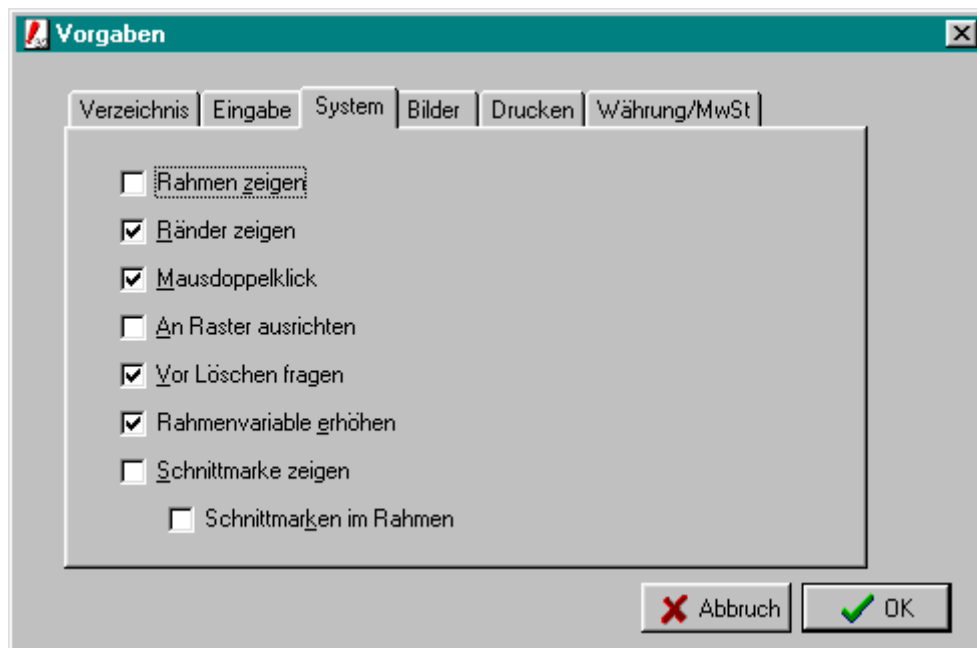 Vorgaben
Verzeichnis Eingabe System Bilder Drucken Währung/MwSt
Rahmen zeigen
Ränder zeigen
Mausdoppelklick
An Raster ausrichten
Vor Löschen fragen
Rahmenvariable erhöhen
Schnittmarke zeigen
Schnittmarken im Rahmen
Abbruch OK